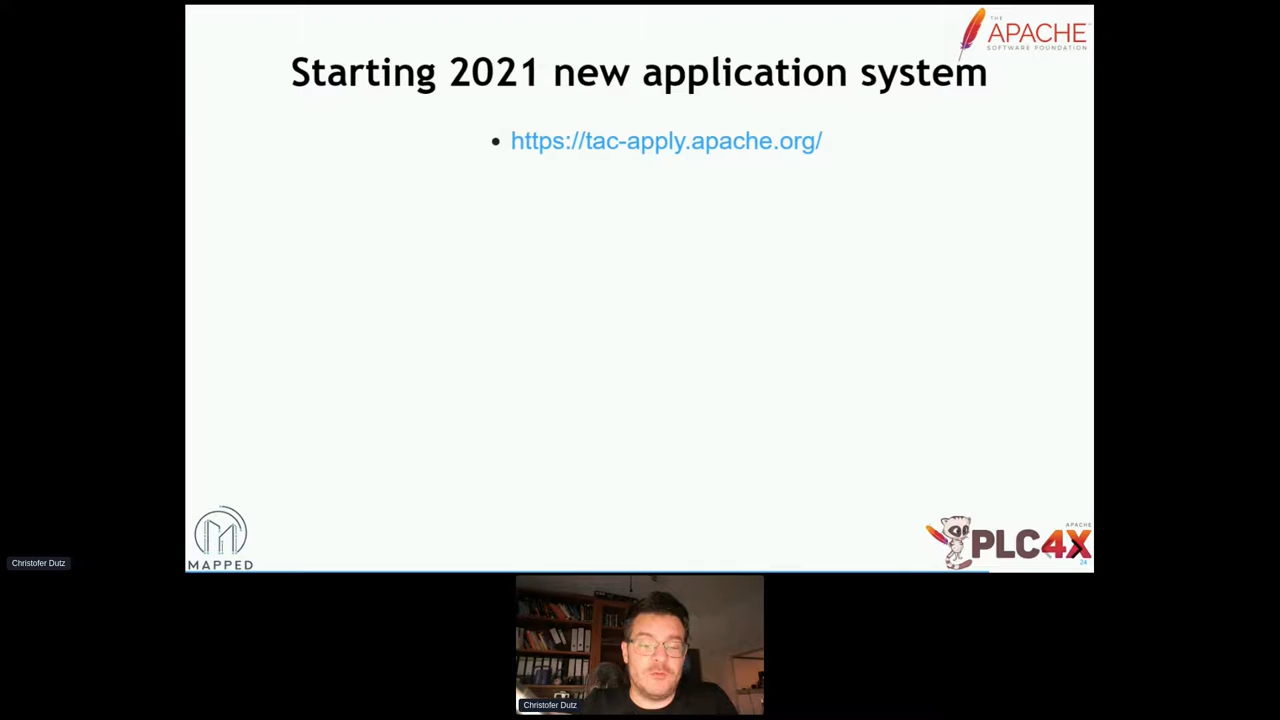 THE
APACHE
SOFTWARE FOUNDATION
Starting 2021 new application system
• https://tac-apply.apache.org/
MAPPED
APACHE
PLC4X
24
Christofer Dutz
Christofer Dutz